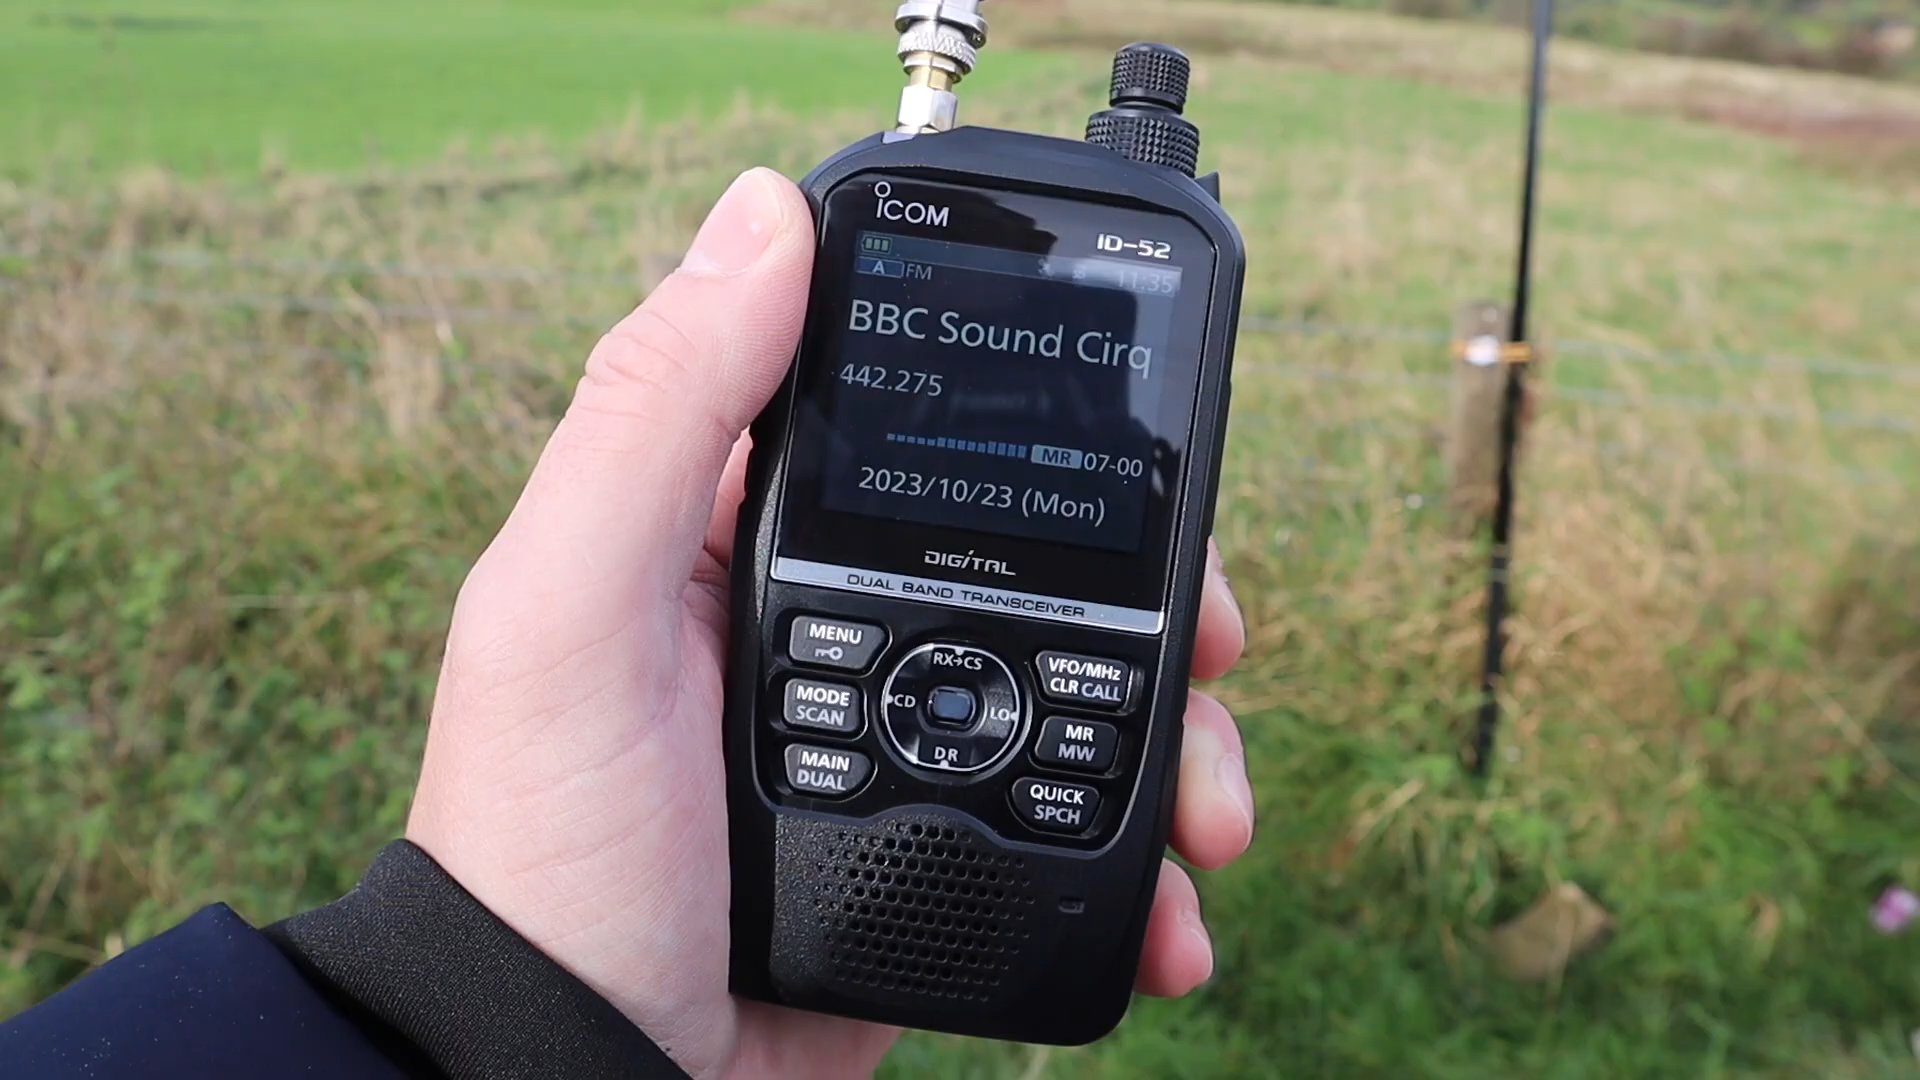 ICOM
ID-52
A FM 11:35
BBC Sound Cirq
442.275
MR 07-00
2023/10/23 (Mon)
DIGITAL
DUAL BAND TRANSCEIVER
MENU
RX→CS
VFO/MHz
CLR CALL
MODE
SCAN
CD
LO
MR
MW
MAIN
DUAL
DR
QUICK
SPCH